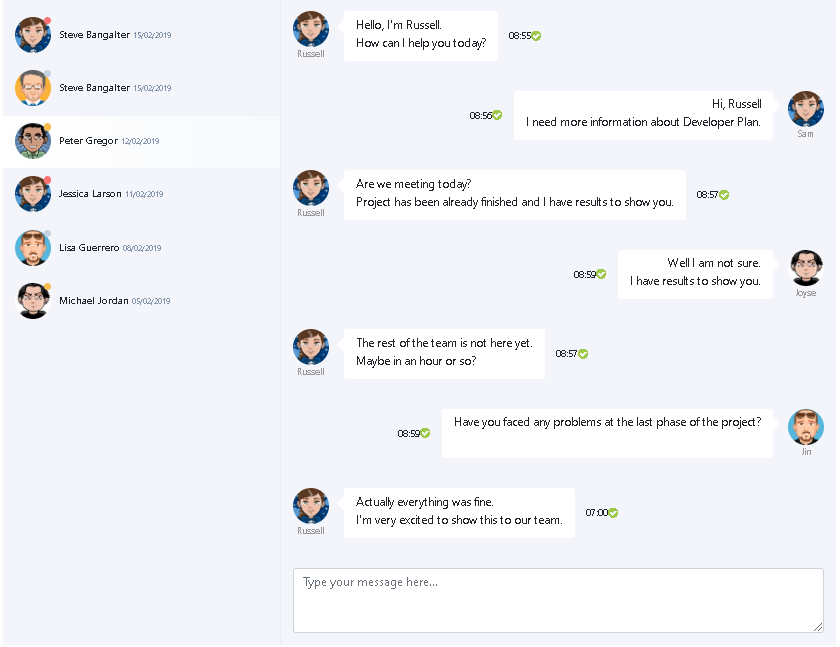 Steve Bangalter 15/02/2019
Steve Bangalter 15/02/2019
Peter Gregor 12/02/2019
Jessica Larson 11/02/2019
Lisa Guerrero 08/02/2019
Michael Jordan 05/02/2019
Hello, I'm Russell.
How can I help you today?
08:55
Russell
Hi, Russell
I need more information about Developer Plan.
08:56
Sam
Are we meeting today?
Project has been already finished and I have results to show you.
08:57
Russell
Well I am not sure.
I have results to show you.
08:59
Joyse
The rest of the team is not here yet.
Maybe in an hour or so?
08:57
Russell
Have you faced any problems at the last phase of the project?
08:59
Jin
Actually everything was fine.
I'm very excited to show this to our team.
07:00
Russell
Type your message here...